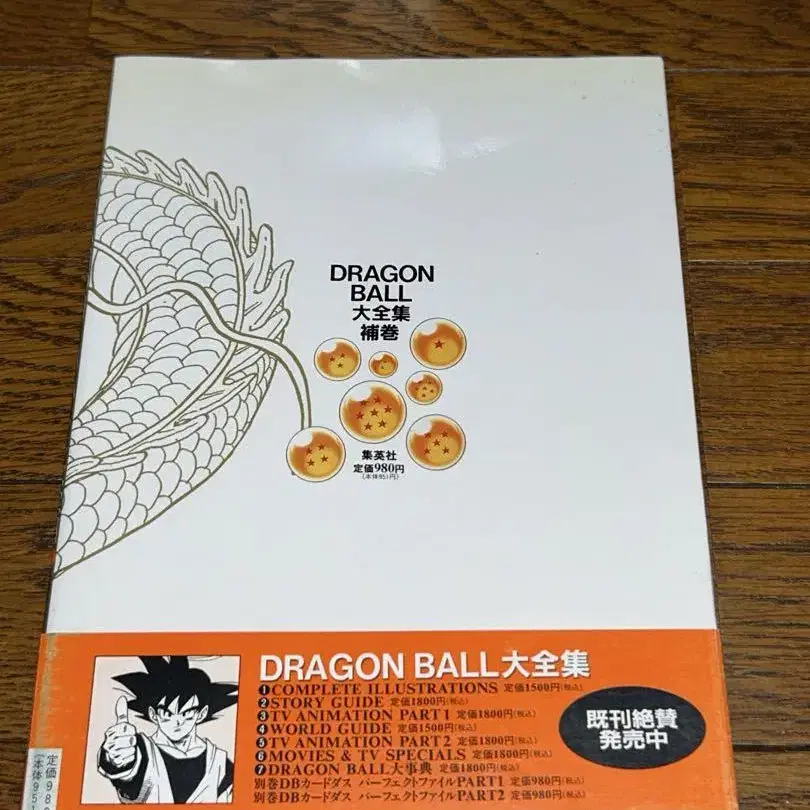 DRAGON
BALL
大全集
補巻
集英社
定価980円
(本体951円)
DRAGON BALL大全集
❶COMPLETE ILLUSTRATIONS 定価1500円(税込)
❷STORY GUIDE 定価1800円(税込)
❸TV ANIMATION PART1 定価1800円(税込)
❹WORLD GUIDE 定価1500円(税込)
❺TV ANIMATION PART2 定価1800円(税込)
❻MOVIES & TV SPECIALS 定価1800円(税込)
❼DRAGON BALL大事典 定価1800円(税込)
別巻DBカードダス パーフェクトファイルPART1 定価980円(税込)
別巻DBカードダス パーフェクトファイルPART2 定価980円(税込)
既刊絶賛
発売中
定価98
(本体951